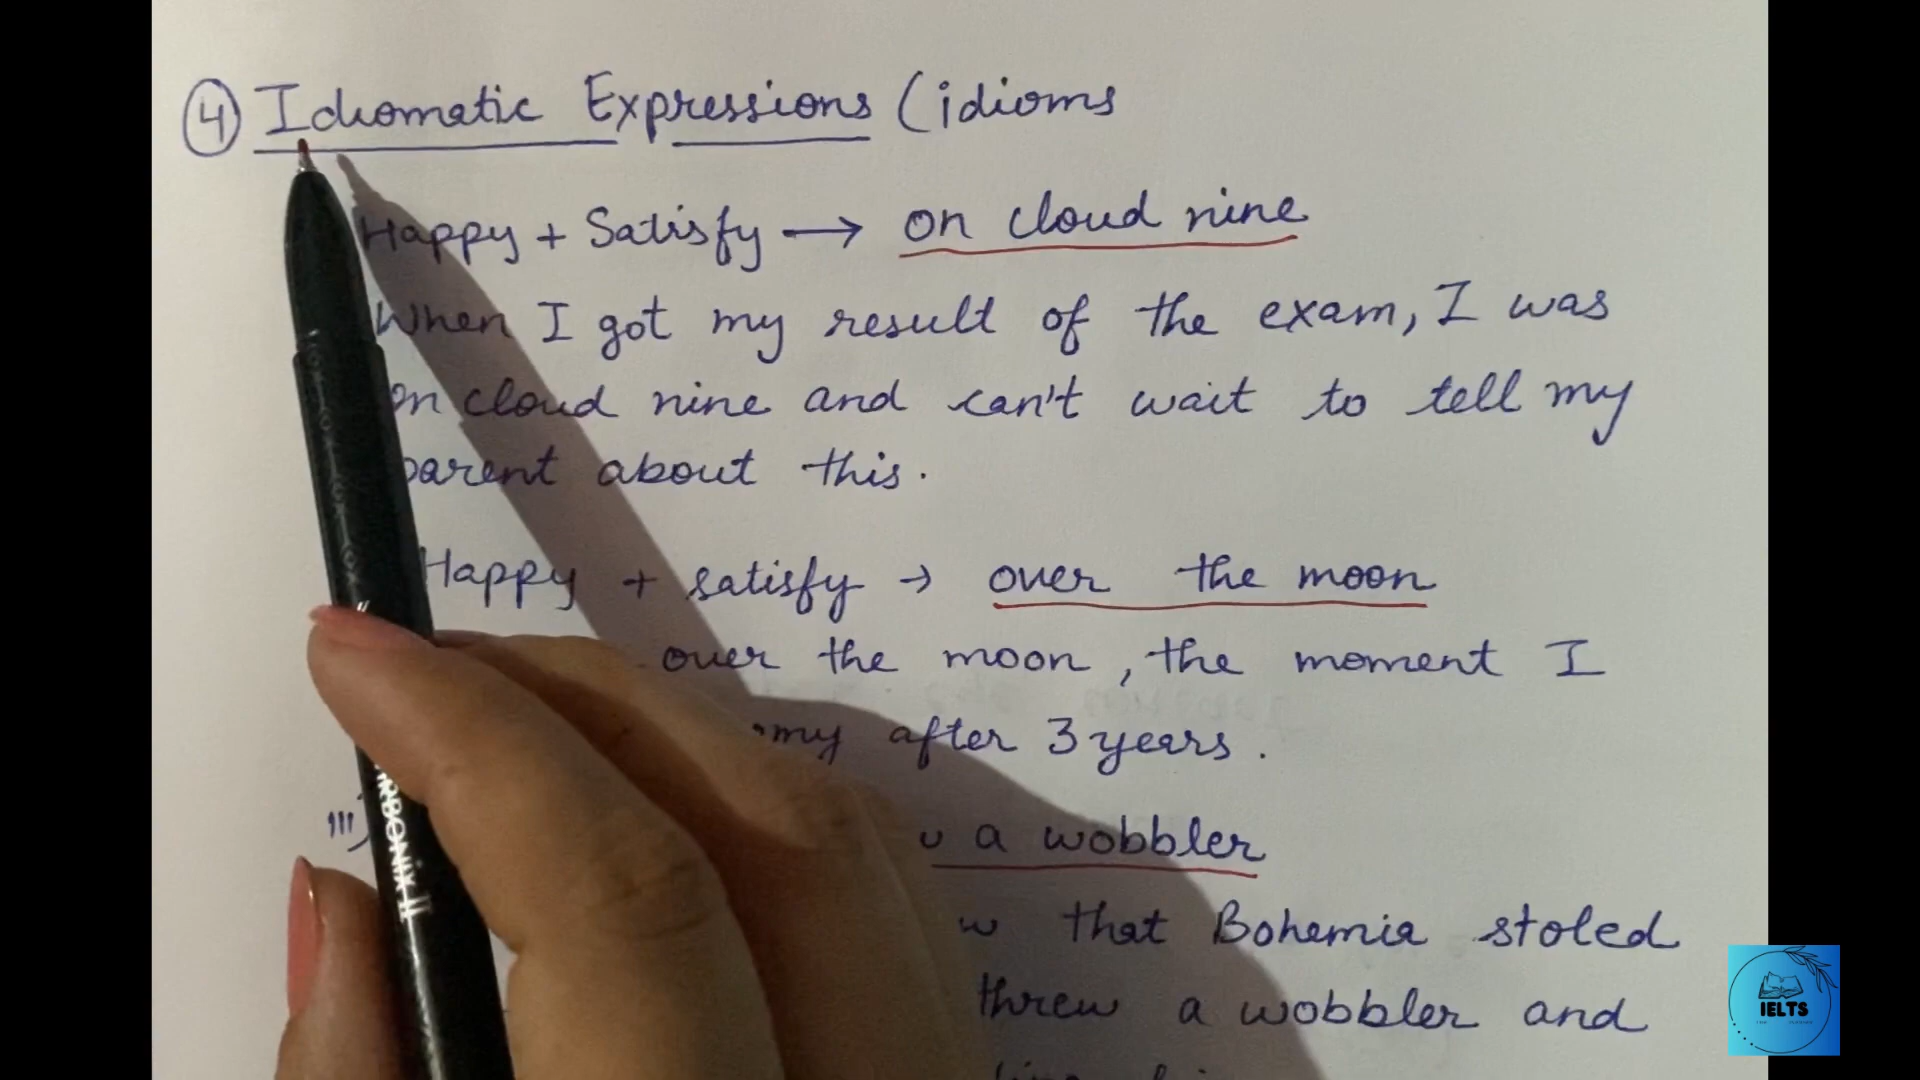 4 Idiomatic Expressions (idioms
Happy + Satisfy → on cloud nine
When I got my result of the exam, I was
on cloud nine and can't wait to tell my
parent about this.
Happy + satisfy → over the moon
over the moon, the moment I
after 3 years.
iii) a wobbler
that Bohemia stoled
threw a wobbler and
IELTS